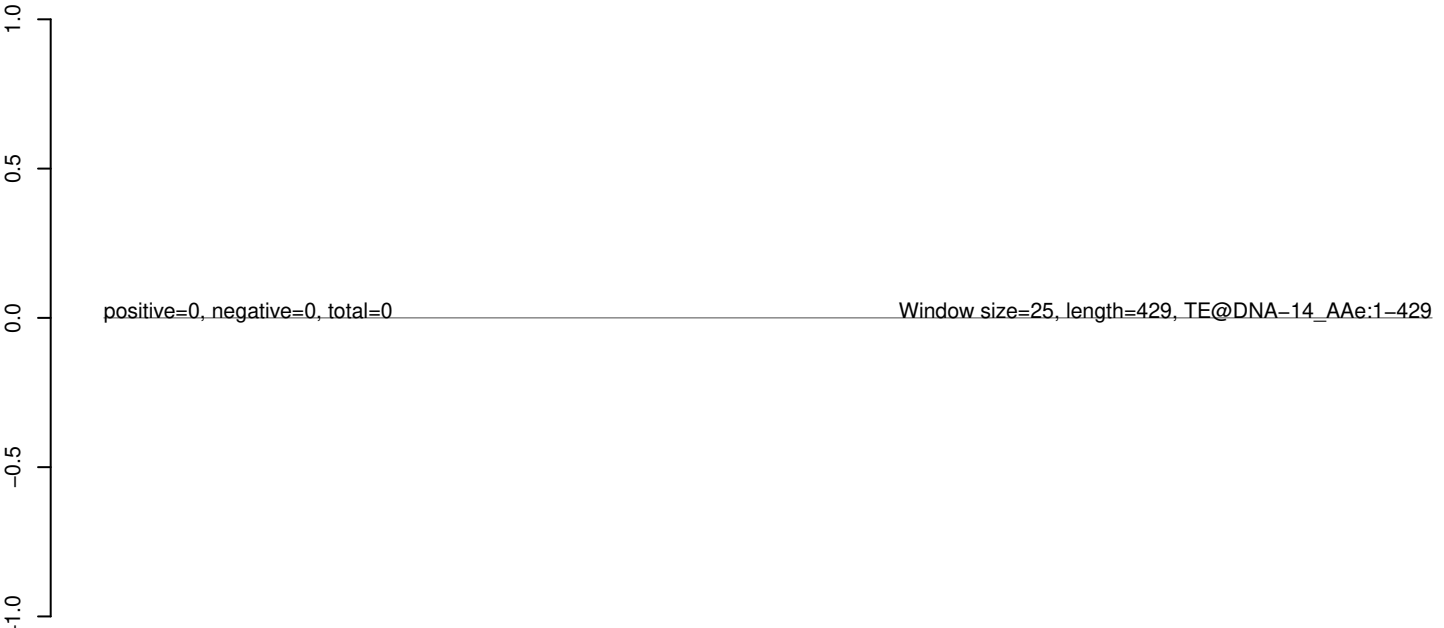 1.0
0.5
0.0
−0.5
−1.0
positive=0, negative=0, total=0
Window size=25, length=429, TE@DNA−14_AAe:1−429